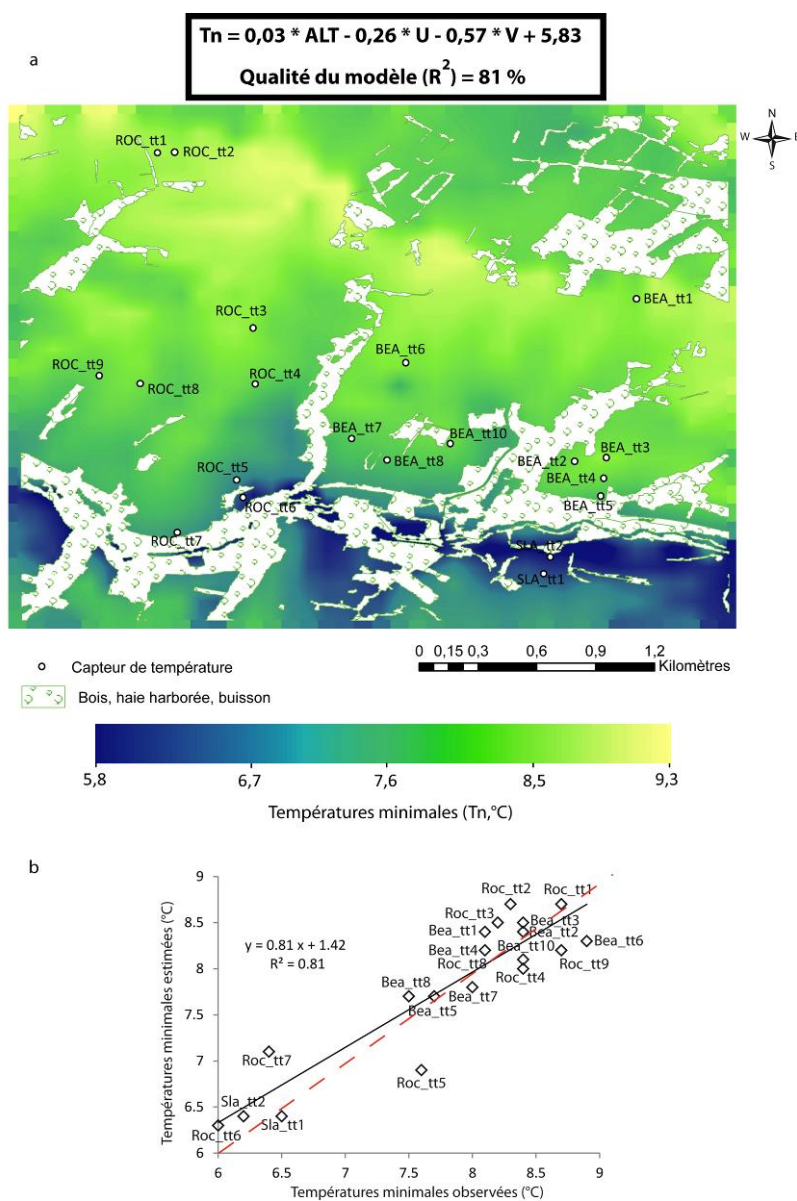 Tn = 0,03 * ALT - 0,26 * U - 0,57 * V + 5,83
Qualité du modèle (R²) = 81 %
a
N
W
E
S
ROC_tt1
ROC_tt2
ROC_tt3
BEA_tt1
BEA_tt6
ROC_tt9
ROC_tt8
ROC_tt4
BEA_tt7
BEA_tt10
BEA_tt8
BEA_tt2
BEA_tt3
BEA_tt4
BEA_tt5
ROC_tt5
ROC_tt6
ROC_tt7
SLA_tt2
SLA_tt1
Capteur de température
0 0,15 0,3 0,6 0,9 1,2
Kilomètres
Bois, haie harborée, buisson
5,8 6,7 7,6 8,5 9,3
Températures minimales (Tn,°C)
b
Températures minimales estimées (°C)
9
8.5
8
7.5
7
6.5
6
y = 0.81 x + 1.42
R² = 0.81
Roc_tt2
Roc_tt1
Roc_tt3
Bea_tt3
Bea_tt1
Bea_tt2
Bea_tt6
Bea_tt4
Bea_tt10
Roc_tt8
Roc_tt9
Roc_tt4
Bea_tt8
Bea_tt7
Bea_tt5
Roc_tt7
Roc_tt5
Sla_tt2
Sla_tt1
Roc_tt6
6 6.5 7 7.5 8 8.5 9
Températures minimales observées (°C)